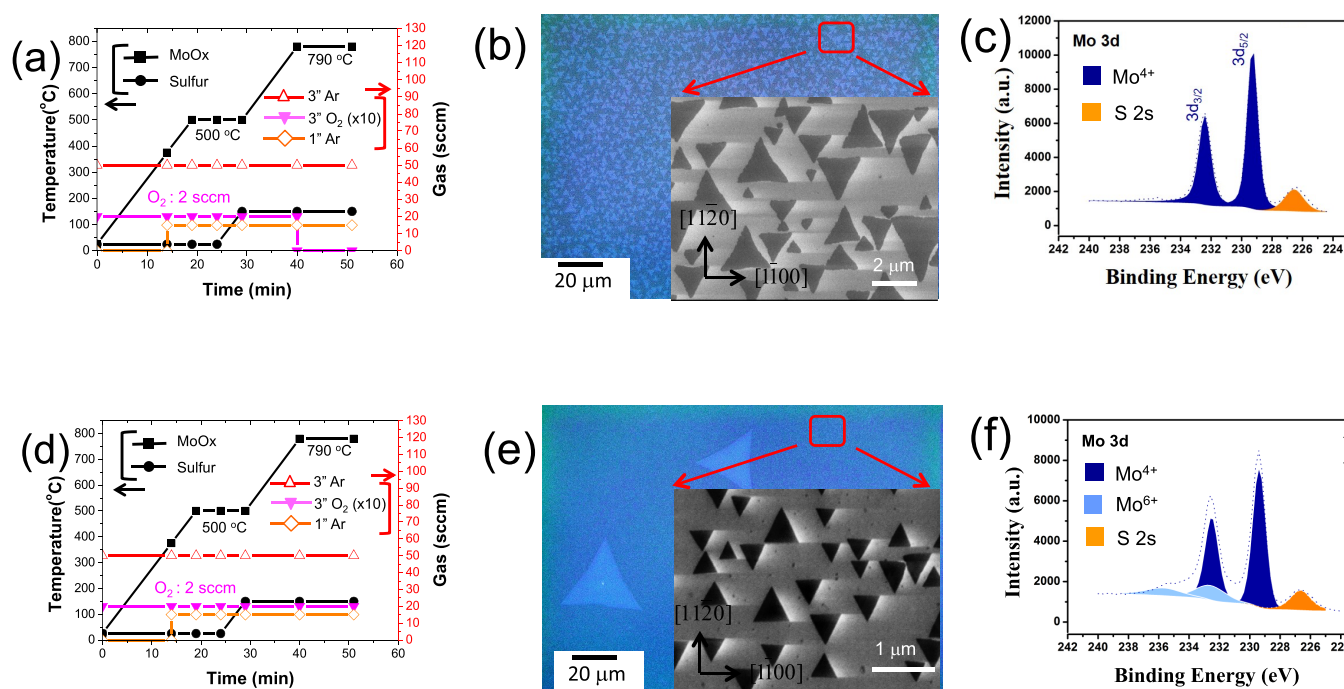 (a)
Temperature(°C)
800
700
600
500
400
300
200
100
0
MoOx
Sulfur
790 °C
500 °C
3” Ar
3” O2 (x10)
1” Ar
O2 : 2 sccm
130
120
110
100
90
80
70
60
50
40
30
20
10
0
Gas (sccm)
0 10 20 30 40 50 60
Time (min)
(b)
[112̅0]
[11̅00]
20 µm
2 µm
(c)
Mo 3d
Mo4+
S 2s
3d3/2
3d5/2
Intensity (a.u.)
12000
10000
8000
6000
4000
2000
0
242 240 238 236 234 232 230 228 226 224
Binding Energy (eV)
(d)
Temperature(°C)
800
700
600
500
400
300
200
100
0
MoOx
Sulfur
790 °C
500 °C
3” Ar
3” O2 (x10)
1” Ar
O2 : 2 sccm
130
120
110
100
90
80
70
60
50
40
30
20
10
0
Gas (sccm)
0 10 20 30 40 50 60
Time (min)
(e)
[112̅0]
[11̅00]
20 µm
1 µm
(f)
Mo 3d
Mo4+
Mo6+
S 2s
Intensity (a.u.)
10000
8000
6000
4000
2000
0
242 240 238 236 234 232 230 228 226
Binding Energy (eV)